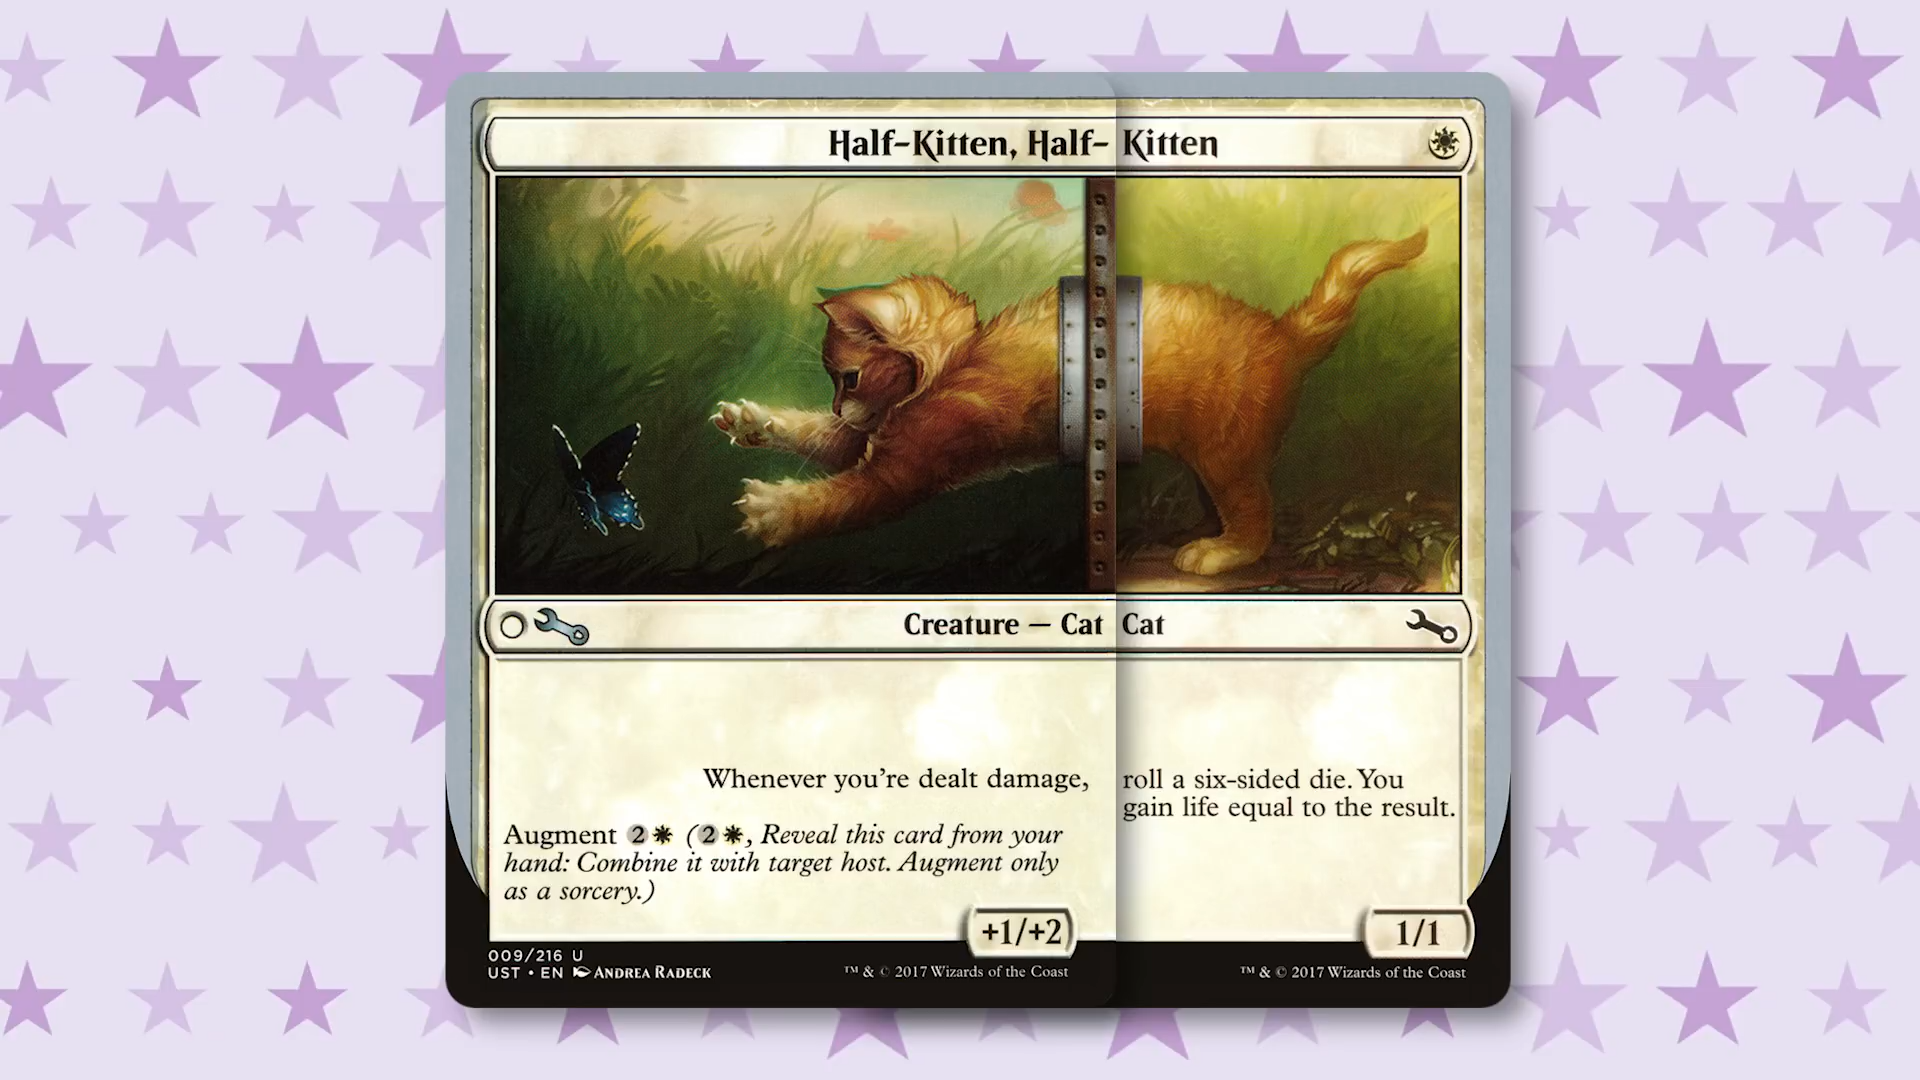 Half-Kitten, Half- Kitten
Creature — Cat Cat
Whenever you're dealt damage, roll a six-sided die. You
gain life equal to the result.
Augment 2 (2, Reveal this card from your
hand: Combine it with target host. Augment only
as a sorcery.)
+1/+2 1/1
009/216 U
UST • EN ANDREA RADECK ™ & © 2017 Wizards of the Coast ™ & © 2017 Wizards of the Coast